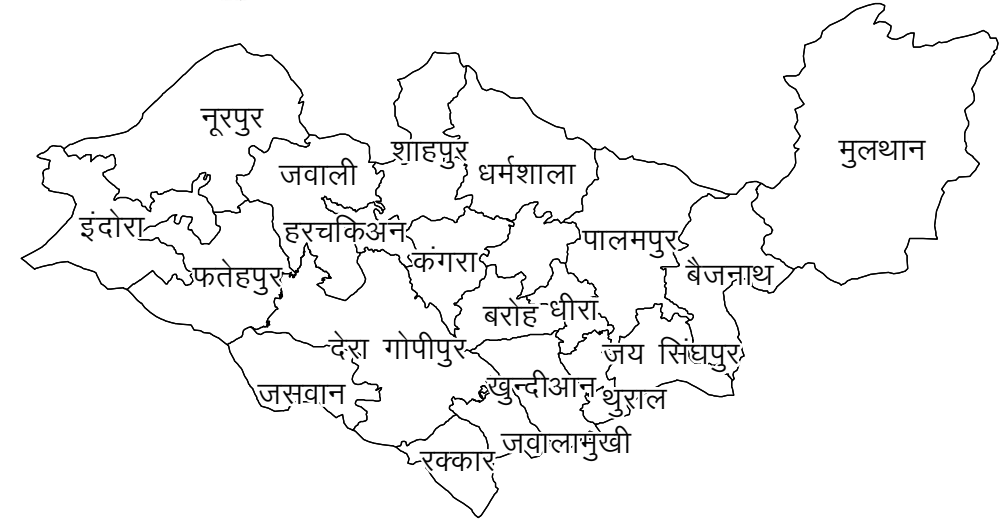 नूरपुर
शाहपुर
मुलथान
जवाली
धर्मशाला
इंदोरा
हरचकिअन
पालमपुर
कंगरा
फतेहपुर
बैजनाथ
बरोह
धीरा
देरा गोपीपुर
जय सिंघपुर
जसवान
खुन्दीआन
थुराल
जवालामुखी
रक्कार